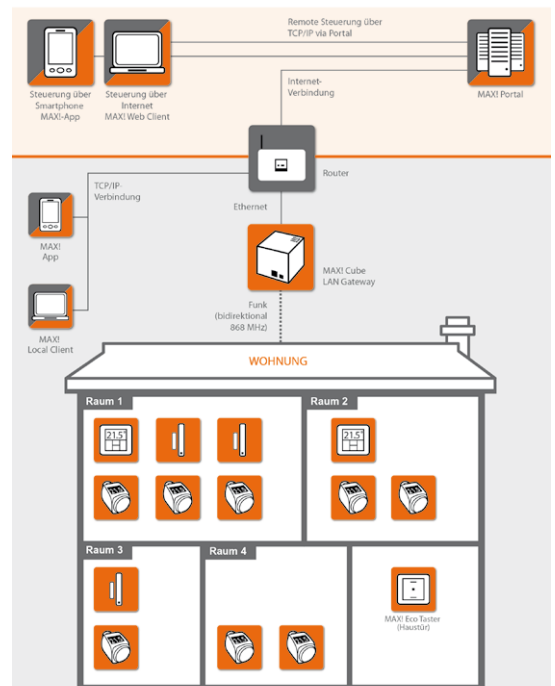 Remote Steuerung über
TCP/IP via Portal
Steuerung über
Smartphone
MAX!-App
Steuerung über
Internet
MAX! Web Client
Internet-
Verbindung
MAX! Portal
TCP/IP-
Verbindung
Router
Ethernet
MAX!
App
MAX! Cube
LAN Gateway
Funk
(bidirektional
868 MHz)
MAX!
Local Client
WOHNUNG
Raum 1
Raum 2
21.5°
21.5°
Raum 3
Raum 4
MAX! Eco Taster
(Haustür)